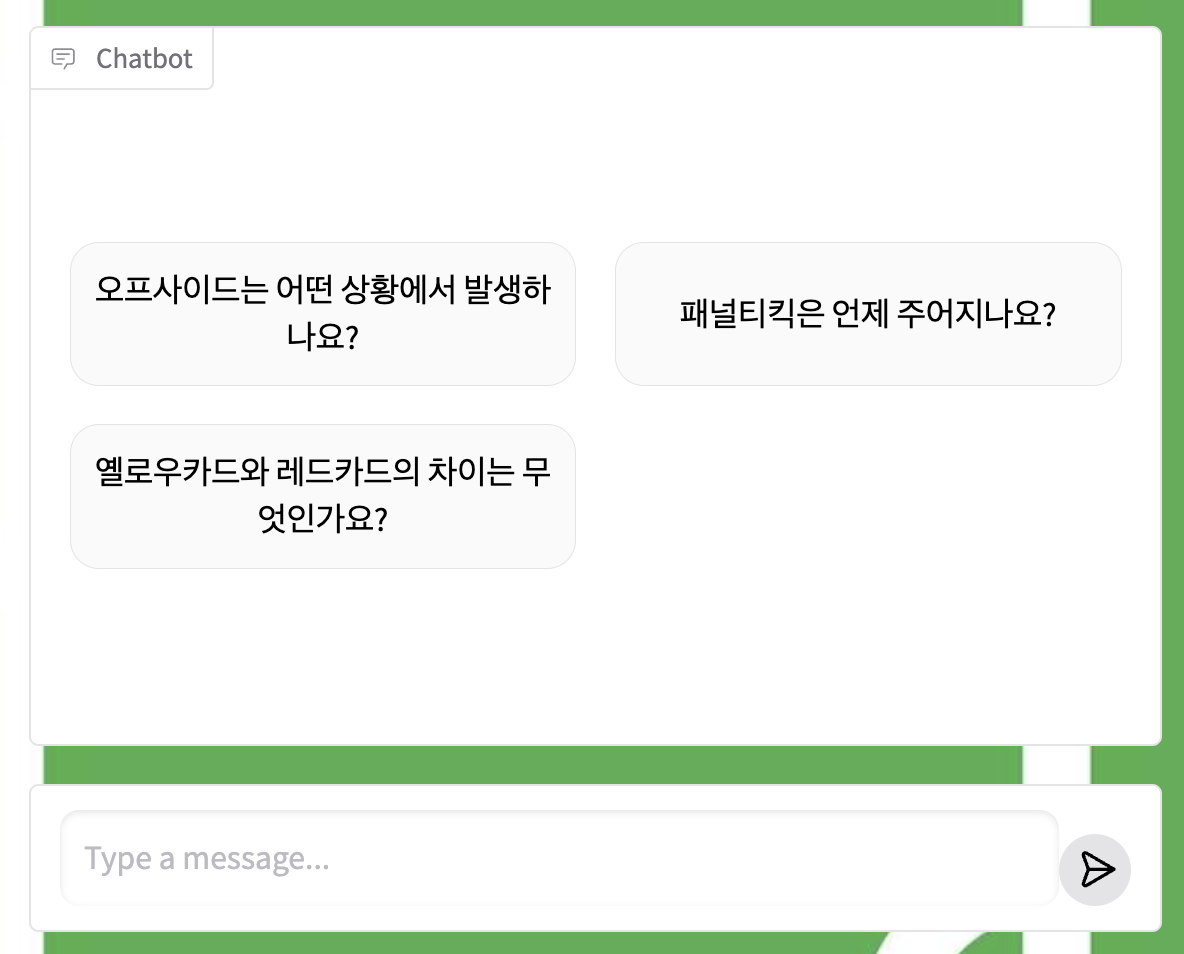 Chatbot
오프사이드는 어떤 상황에서 발생하
나요?
패널티킥은 언제 주어지나요?
옐로우카드와 레드카드의 차이는 무
엇인가요?
Type a message...